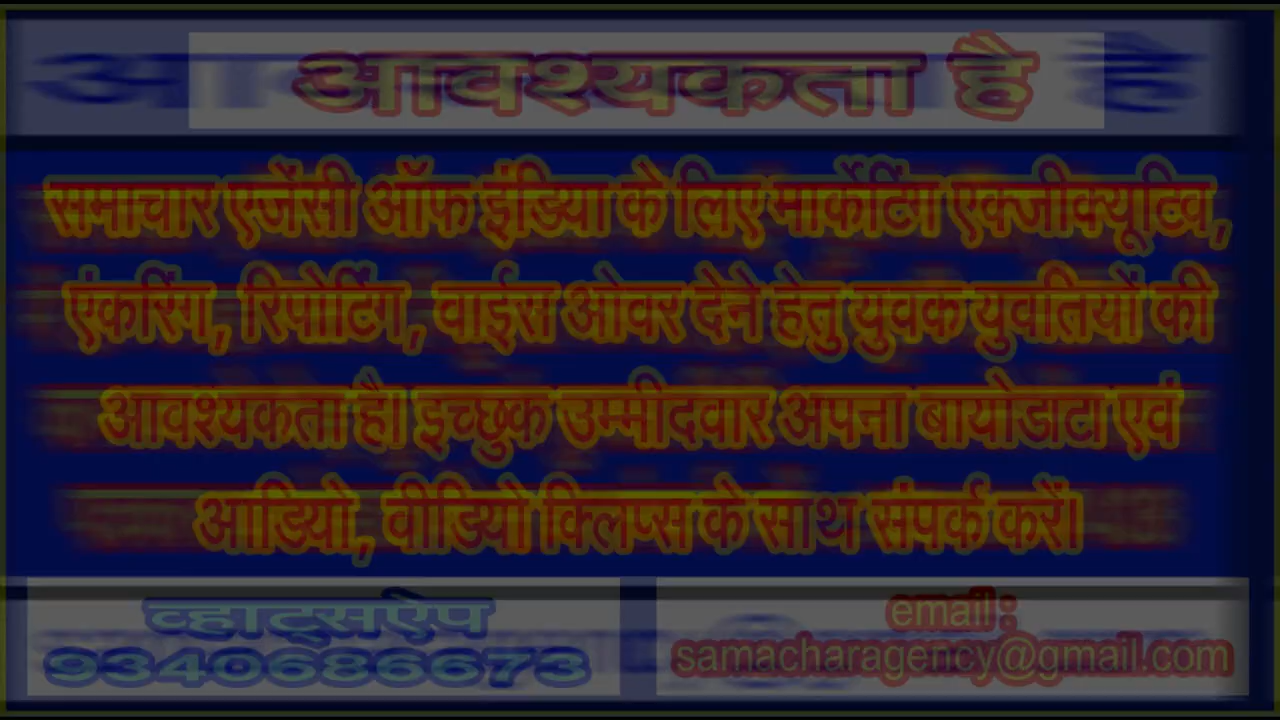 आवश्यकता है
समाचार एजेंसी ऑफ इंडिया के लिए मार्केटिंग एक्जीक्यूटिव,
एंकरिंग, रिपोर्टिंग, वाईस ओवर देने हेतु युवक युवतियों की
आवश्यकता है। इच्छुक उम्मीदवार अपना बायोडाटा एवं
आडियो, वीडियो क्लिप्स के साथ संपर्क करें।
व्हाट्सऐप
9340686673
email :
samacharagency@gmail.com